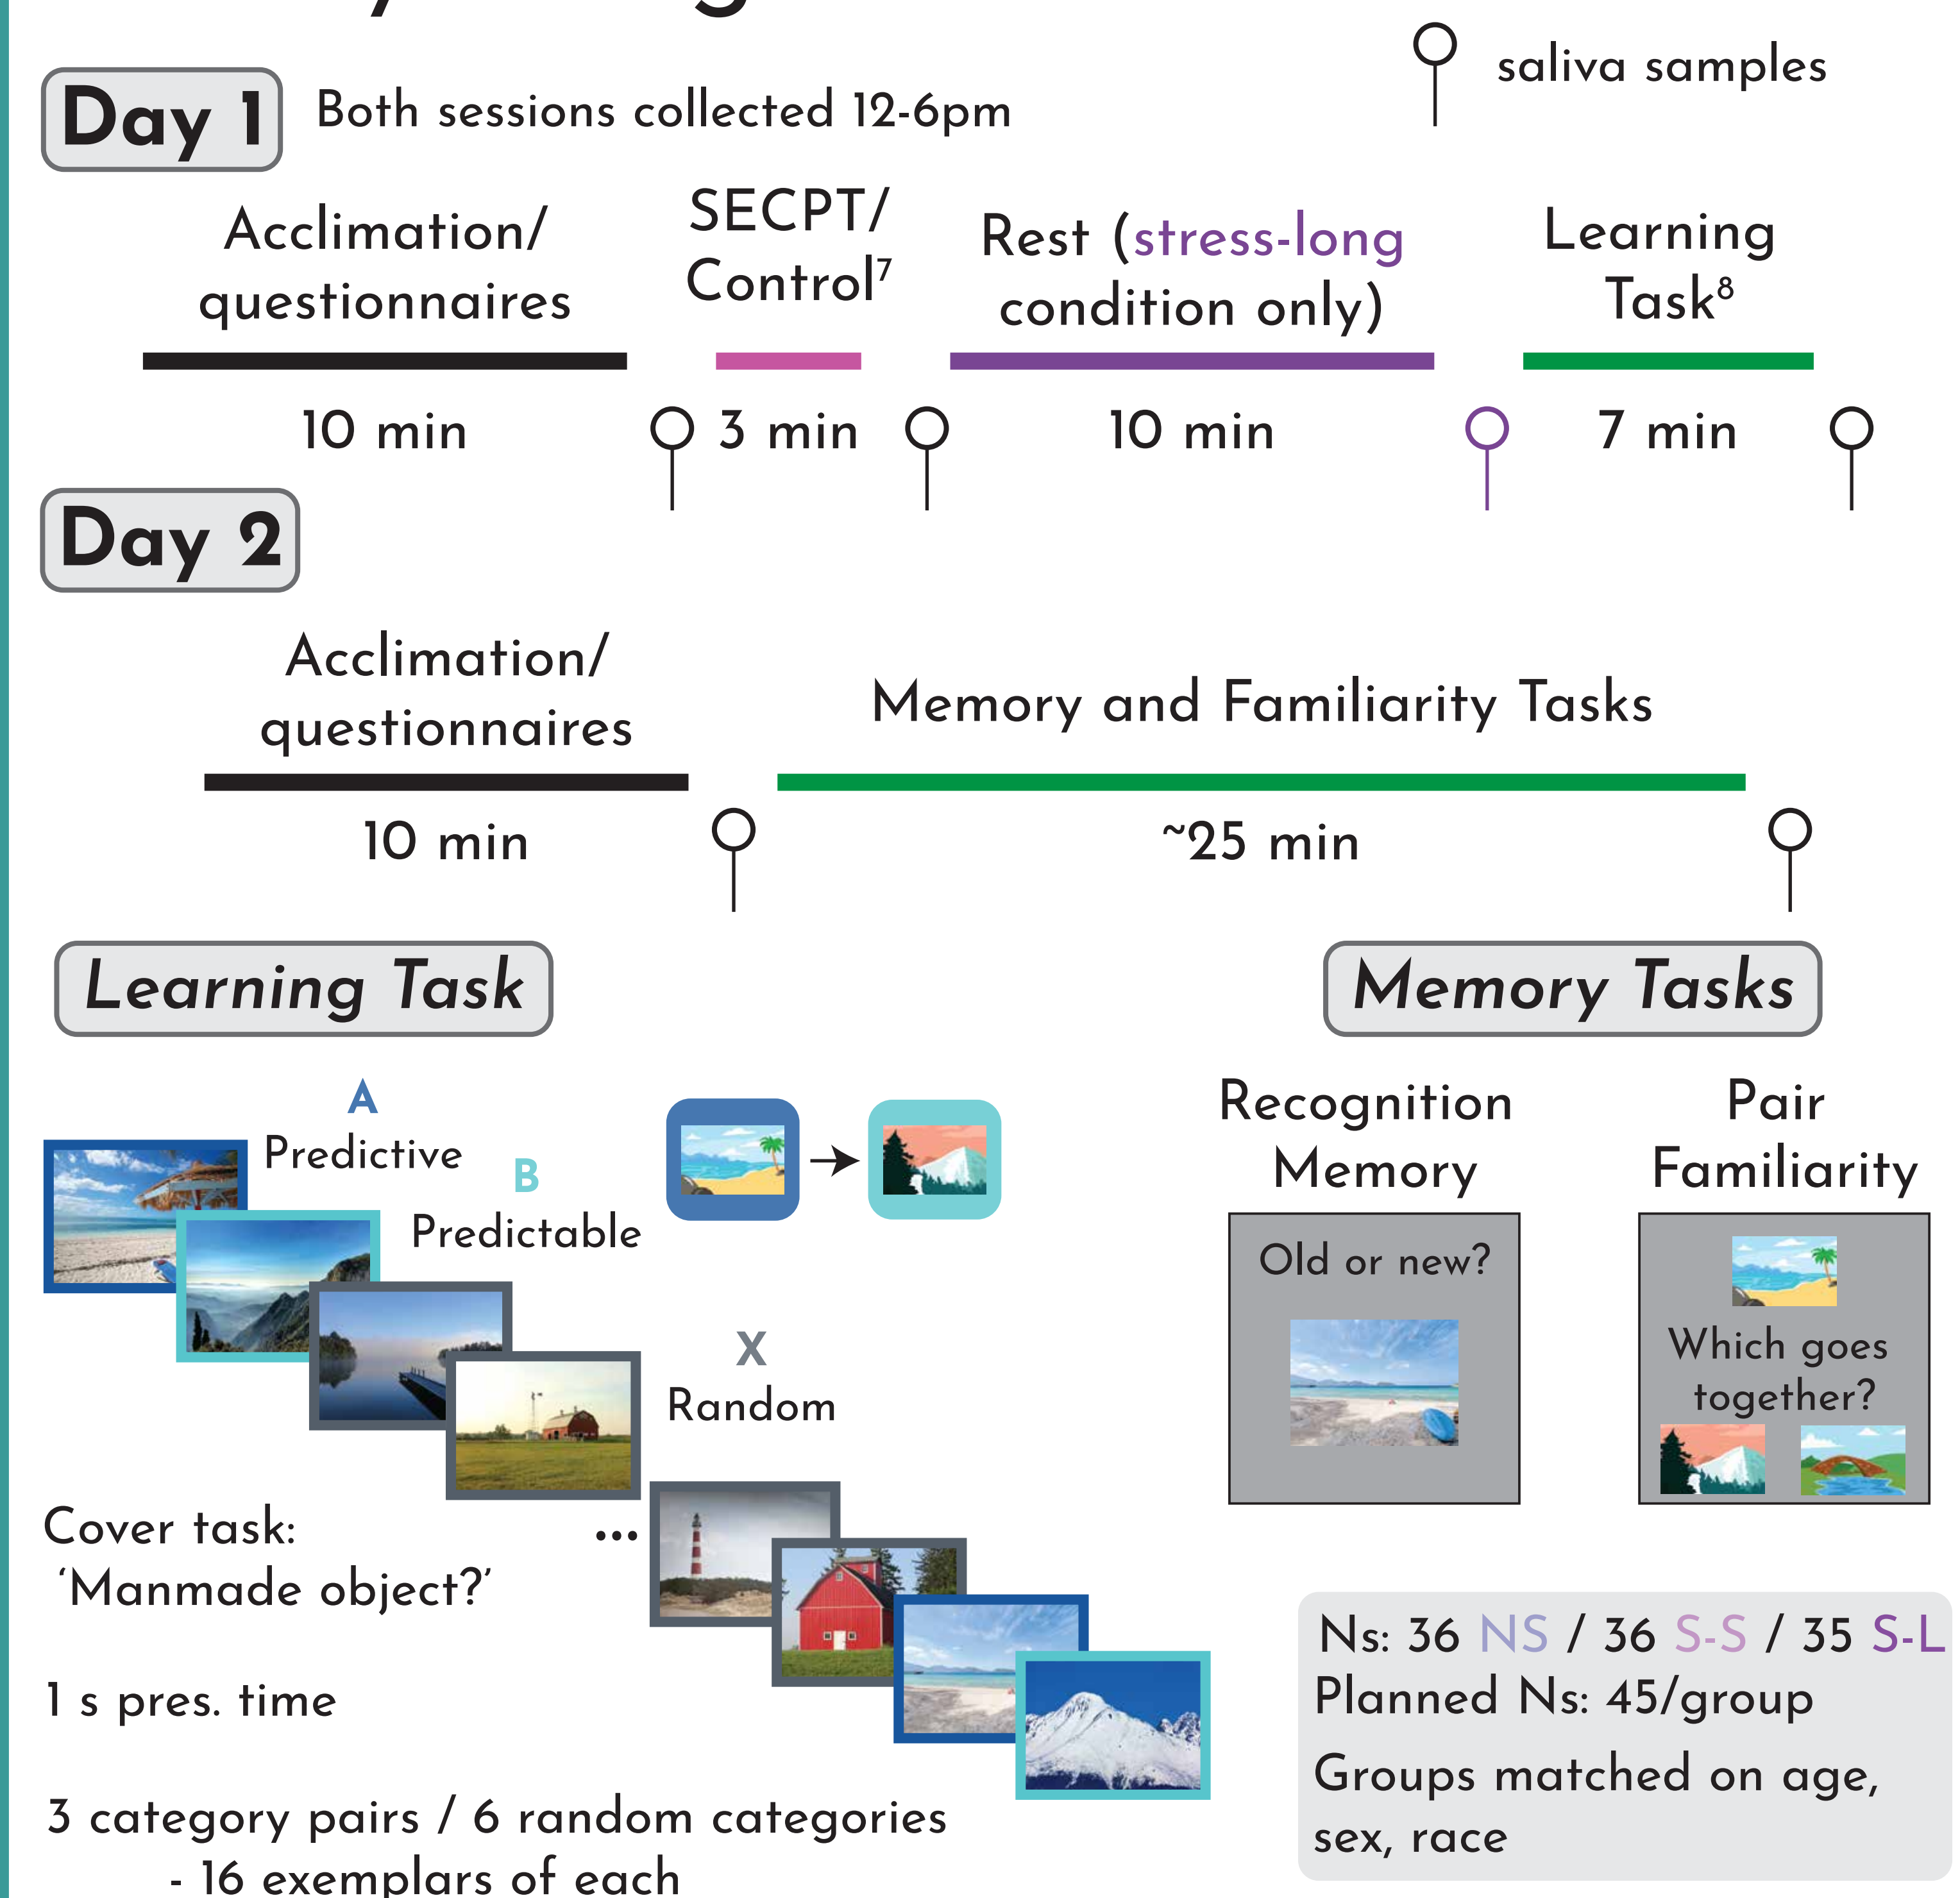 saliva samples
Day 1
Both sessions collected 12-6pm
Acclimation/
questionnaires
SECPT/
Control⁷
Rest (stress-long
condition only)
Learning
Task⁸
10 min
3 min
10 min
7 min
Day 2
Acclimation/
questionnaires
Memory and Familiarity Tasks
10 min
~25 min
Learning Task
A
Predictive
B
Predictable
X
Random
...
Cover task:
‘Manmade object?’
1 s pres. time
3 category pairs / 6 random categories
- 16 exemplars of each
Memory Tasks
Recognition
Memory
Old or new?
Pair
Familiarity
Which goes
together?
Ns: 36 NS / 36 S-S / 35 S-L
Planned Ns: 45/group
Groups matched on age,
sex, race